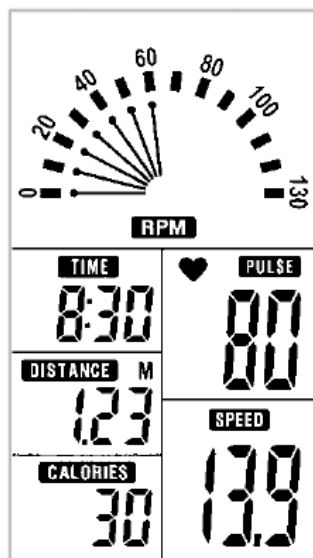 0 20 40 60 80 100 130
RPM
TIME
8:30
DISTANCE M
1.23
CALORIES
30
PULSE
80
SPEED
13.9